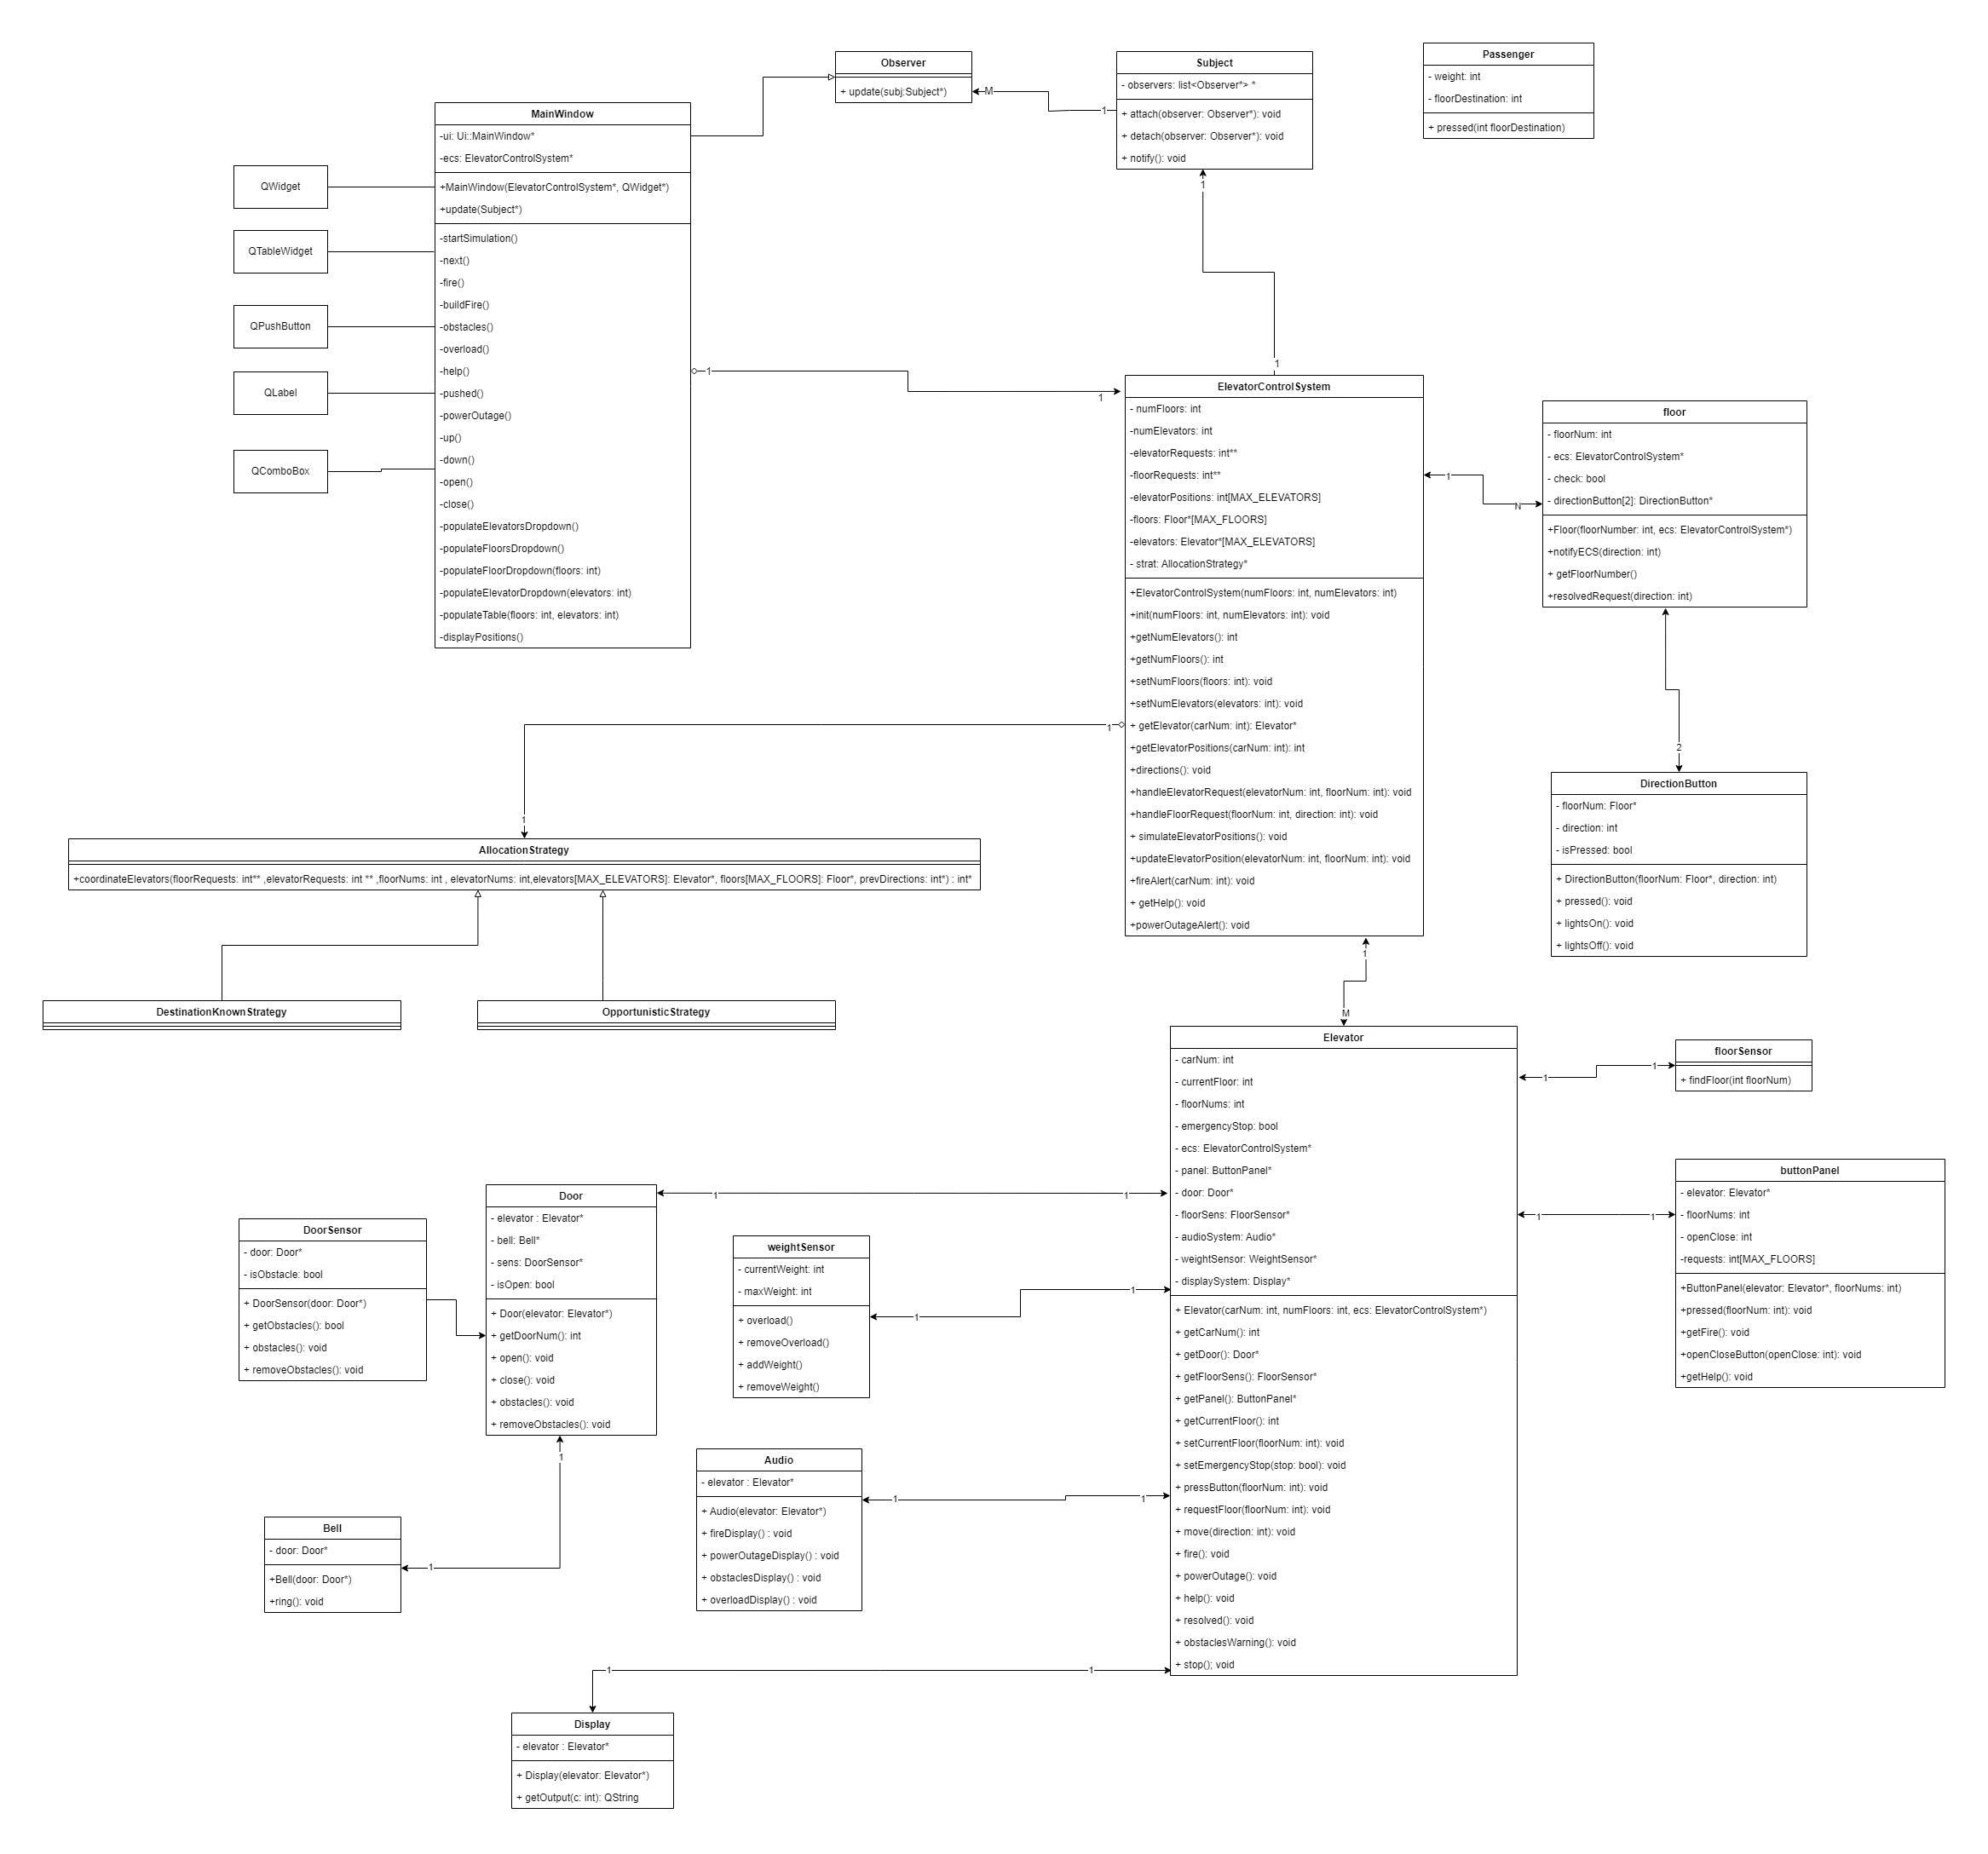 Observer
+ update(subj:Subject*)
Subject
- observers: list<Observer*> *
+ attach(observer: Observer*): void
+ detach(observer: Observer*): void
+ notify(): void
Passenger
- weight: int
- floorDestination: int
+ pressed(int floorDestination)
M
1
1
1
MainWindow
-ui: Ui::MainWindow*
-ecs: ElevatorControlSystem*
+MainWindow(ElevatorControlSystem*, QWidget*)
+update(Subject*)
-startSimulation()
-next()
-fire()
-buildFire()
-obstacles()
-overload()
-help()
-pushed()
-powerOutage()
-up()
-down()
-open()
-close()
-populateElevatorsDropdown()
-populateFloorsDropdown()
-populateFloorDropdown(floors: int)
-populateElevatorDropdown(elevators: int)
-populateTable(floors: int, elevators: int)
-displayPositions()
QWidget
QTableWidget
QPushButton
QLabel
QComboBox
1
1
ElevatorControlSystem
- numFloors: int
-numElevators: int
-elevatorRequests: int**
-floorRequests: int**
-elevatorPositions: int[MAX_ELEVATORS]
-floors: Floor*[MAX_FLOORS]
-elevators: Elevator*[MAX_ELEVATORS]
- strat: AllocationStrategy*
+ElevatorControlSystem(numFloors: int, numElevators: int)
+init(numFloors: int, numElevators: int): void
+getNumElevators(): int
+getNumFloors(): int
+setNumFloors(floors: int): void
+setNumElevators(elevators: int): void
+ getElevator(carNum: int): Elevator*
+getElevatorPositions(carNum: int): int
+directions(): void
+handleElevatorRequest(elevatorNum: int, floorNum: int): void
+handleFloorRequest(floorNum: int, direction: int): void
+ simulateElevatorPositions(): void
+updateElevatorPosition(elevatorNum: int, floorNum: int): void
+fireAlert(carNum: int): void
+ getHelp(): void
+powerOutageAlert(): void
1
N
floor
- floorNum: int
- ecs: ElevatorControlSystem*
- check: bool
- directionButton[2]: DirectionButton*
+Floor(floorNumber: int, ecs: ElevatorControlSystem*)
+notifyECS(direction: int)
+ getFloorNumber()
+resolvedRequest(direction: int)
2
DirectionButton
- floorNum: Floor*
- direction: int
- isPressed: bool
+ DirectionButton(floorNum: Floor*, direction: int)
+ pressed(): void
+ lightsOn(): void
+ lightsOff(): void
1
1
AllocationStrategy
+coordinateElevators(floorRequests: int** ,elevatorRequests: int ** ,floorNums: int , elevatorNums: int,elevators[MAX_ELEVATORS]: Elevator*, floors[MAX_FLOORS]: Floor*, prevDirections: int*) : int*
DestinationKnownStrategy
OpportunisticStrategy
1
M
Elevator
- carNum: int
- currentFloor: int
- floorNums: int
- emergencyStop: bool
- ecs: ElevatorControlSystem*
- panel: ButtonPanel*
- door: Door*
- floorSens: FloorSensor*
- audioSystem: Audio*
- weightSensor: WeightSensor*
- displaySystem: Display*
+ Elevator(carNum: int, numFloors: int, ecs: ElevatorControlSystem*)
+ getCarNum(): int
+ getDoor(): Door*
+ getFloorSens(): FloorSensor*
+ getPanel(): ButtonPanel*
+ getCurrentFloor(): int
+ setCurrentFloor(floorNum: int): void
+ setEmergencyStop(stop: bool): void
+ pressButton(floorNum: int): void
+ requestFloor(floorNum: int): void
+ move(direction: int): void
+ fire(): void
+ powerOutage(): void
+ help(): void
+ resolved(): void
+ obstaclesWarning(): void
+ stop(); void
1
1
floorSensor
+ findFloor(int floorNum)
1
1
buttonPanel
- elevator: Elevator*
- floorNums: int
- openClose: int
-requests: int[MAX_FLOORS]
+ButtonPanel(elevator: Elevator*, floorNums: int)
+pressed(floorNum: int): void
+getFire(): void
+openCloseButton(openClose: int): void
+getHelp(): void
1
1
Door
- elevator : Elevator*
- bell: Bell*
- sens: DoorSensor*
- isOpen: bool
+ Door(elevator: Elevator*)
+ getDoorNum(): int
+ open(): void
+ close(): void
+ obstacles(): void
+ removeObstacles(): void
DoorSensor
- door: Door*
- isObstacle: bool
+ DoorSensor(door: Door*)
+ getObstacles(): bool
+ obstacles(): void
+ removeObstacles(): void
weightSensor
- currentWeight: int
- maxWeight: int
+ overload()
+ removeOverload()
+ addWeight()
+ removeWeight()
1
1
Audio
- elevator : Elevator*
+ Audio(elevator: Elevator*)
+ fireDisplay() : void
+ powerOutageDisplay() : void
+ obstaclesDisplay() : void
+ overloadDisplay() : void
1
1
1
1
Bell
- door: Door*
+Bell(door: Door*)
+ring(): void
1
1
Display
- elevator : Elevator*
+ Display(elevator: Elevator*)
+ getOutput(c: int): QString